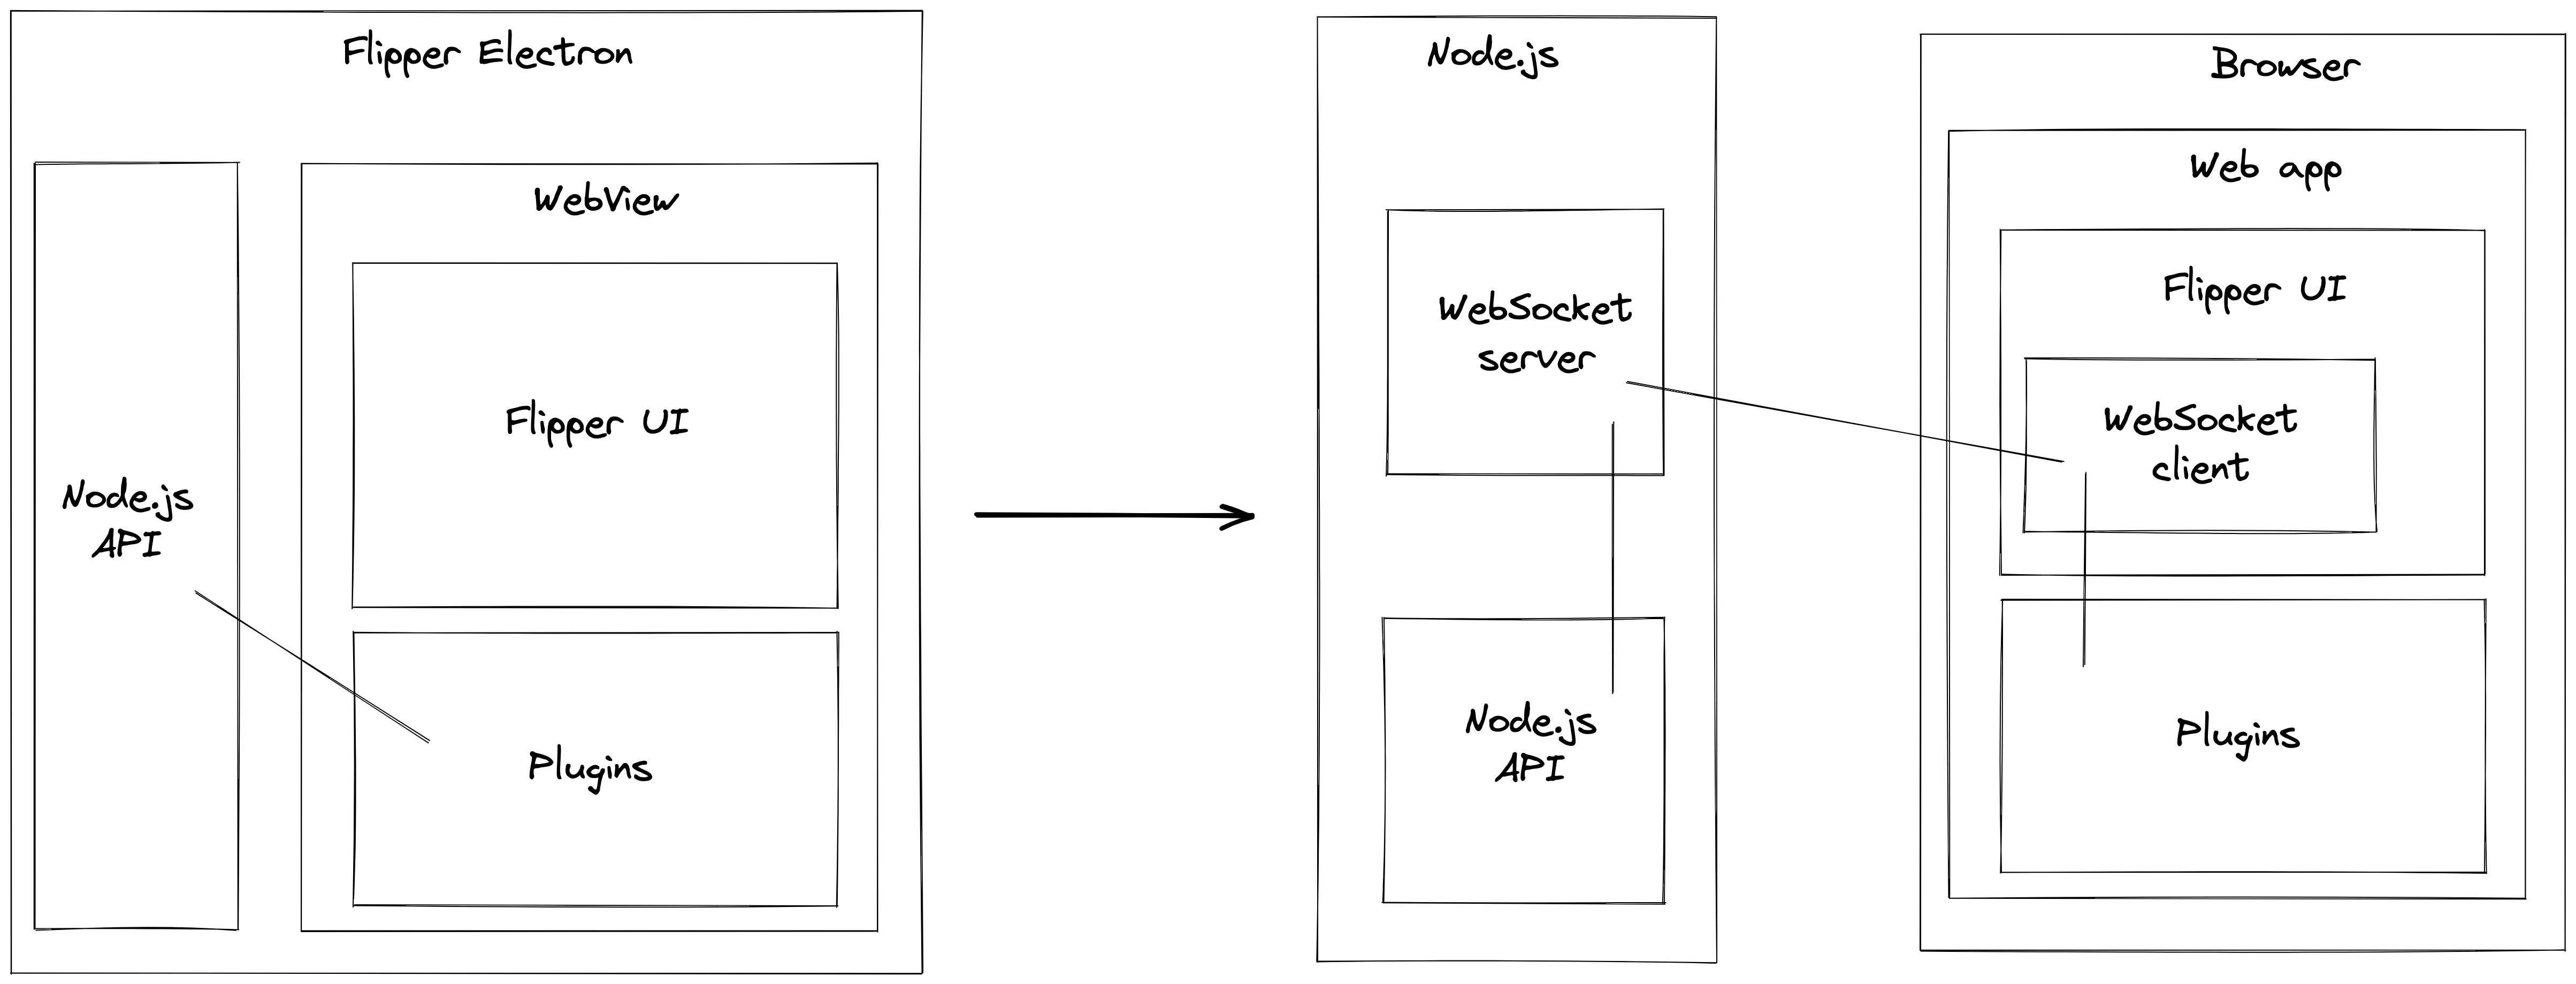 Flipper Electron
Node.js
API
WebView
Flipper UI
Plugins
Node.js
WebSocket
server
Node.js
API
Browser
Web app
Flipper UI
WebSocket
client
Plugins